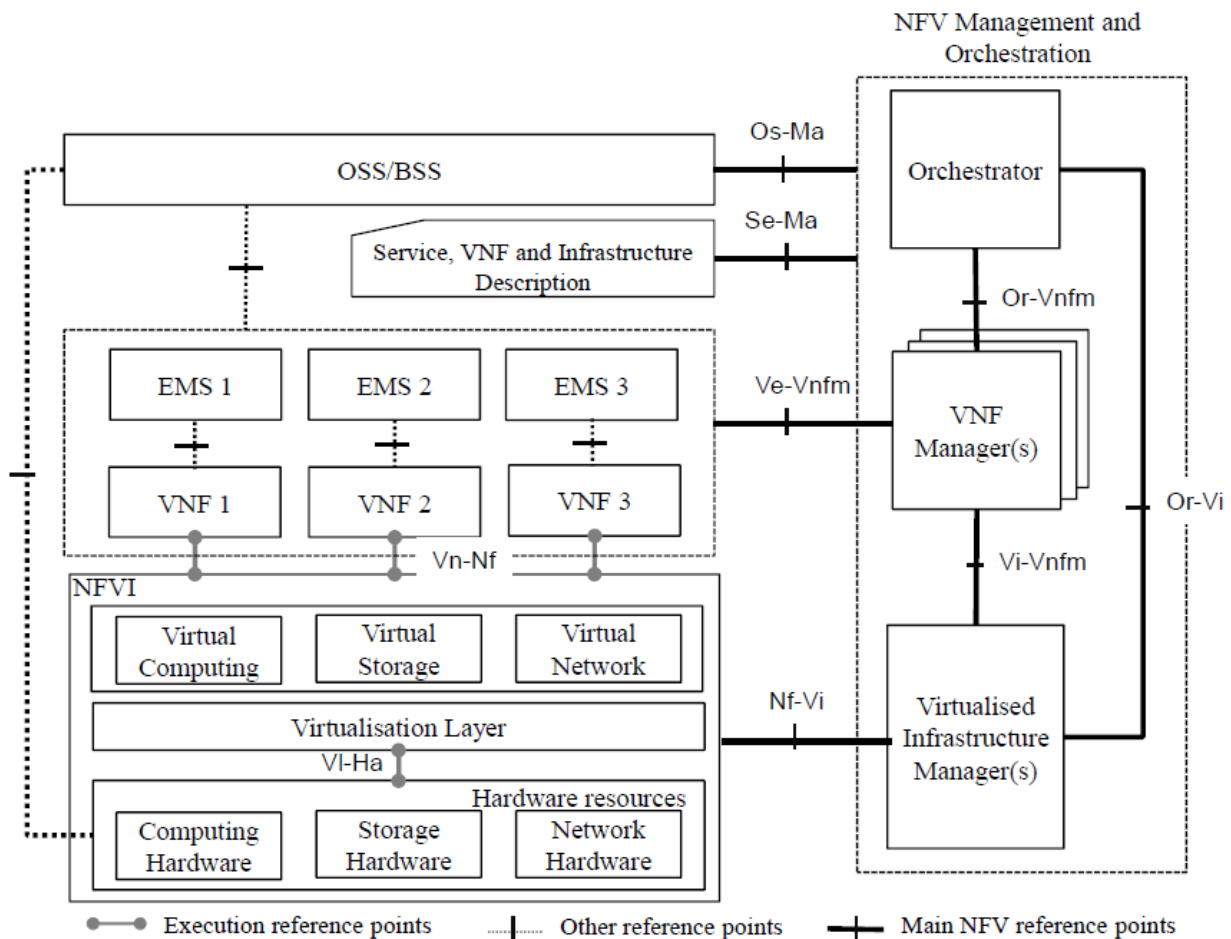 NFV Management and
Orchestration
Os-Ma
OSS/BSS
Orchestrator
Se-Ma
Service, VNF and Infrastructure
Description
Or-Vnfm
EMS 1
EMS 2
EMS 3
Ve-Vnfm
VNF
Manager(s)
VNF 1
VNF 2
VNF 3
Or-Vi
Vn-Nf
Vi-Vnfm
NFVI
Virtual
Computing
Virtual
Storage
Virtual
Network
Nf-Vi
Virtualisation Layer
Virtualised
Infrastructure
Manager(s)
Vl-Ha
Hardware resources
Computing
Hardware
Storage
Hardware
Network
Hardware
Execution reference points
Other reference points
Main NFV reference points